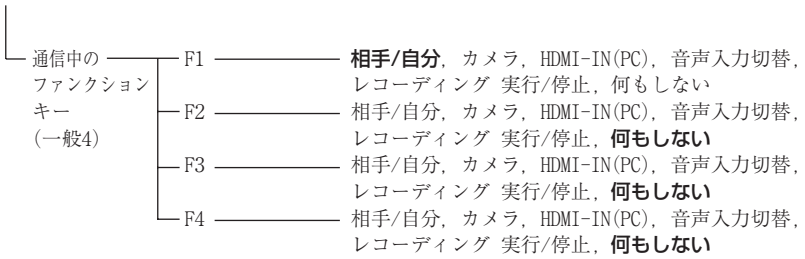 通信中の
ファンクション
キー
(一般4)
F1
相手/自分, カメラ, HDMI-IN(PC), 音声入力切替,
レコーディング 実行/停止, 何もしない
F2
相手/自分, カメラ, HDMI-IN(PC), 音声入力切替,
レコーディング 実行/停止, 何もしない
F3
相手/自分, カメラ, HDMI-IN(PC), 音声入力切替,
レコーディング 実行/停止, 何もしない
F4
相手/自分, カメラ, HDMI-IN(PC), 音声入力切替,
レコーディング 実行/停止, 何もしない